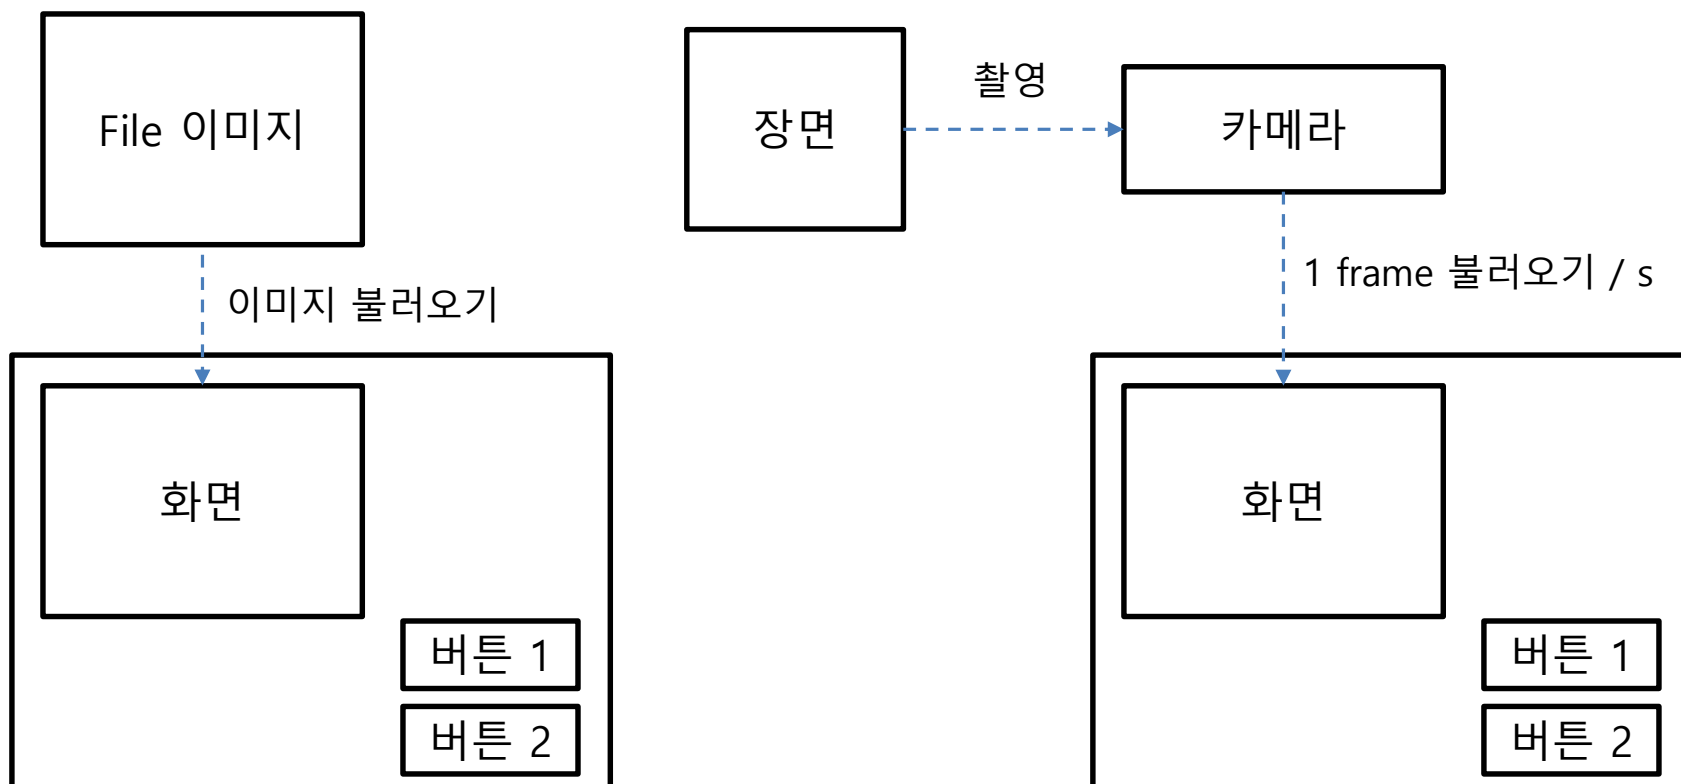 File 이미지
이미지 불러오기
화면
버튼 1
버튼 2
장면
촬영
카메라
1 frame 불러오기 / s
화면
버튼 1
버튼 2